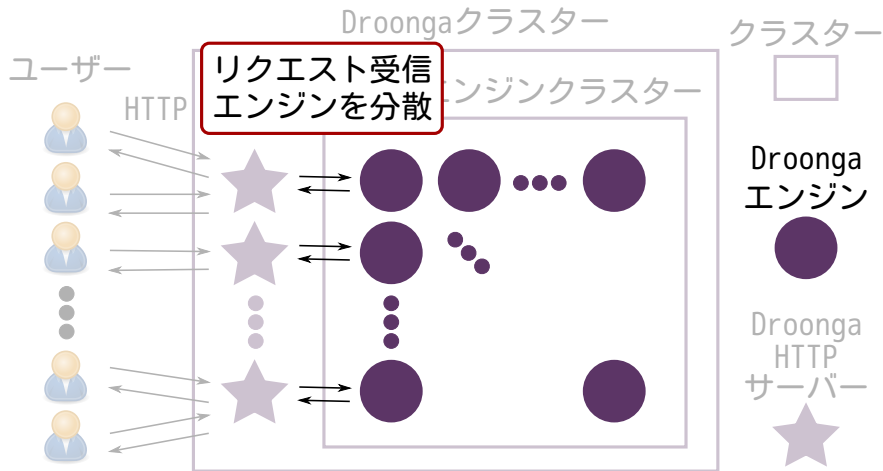 Droongaクラスター
クラスター
ユーザー
HTTP
リクエスト受信
エンジンを分散
エンジンクラスター
Droonga
エンジン
Droonga
HTTP
サーバー